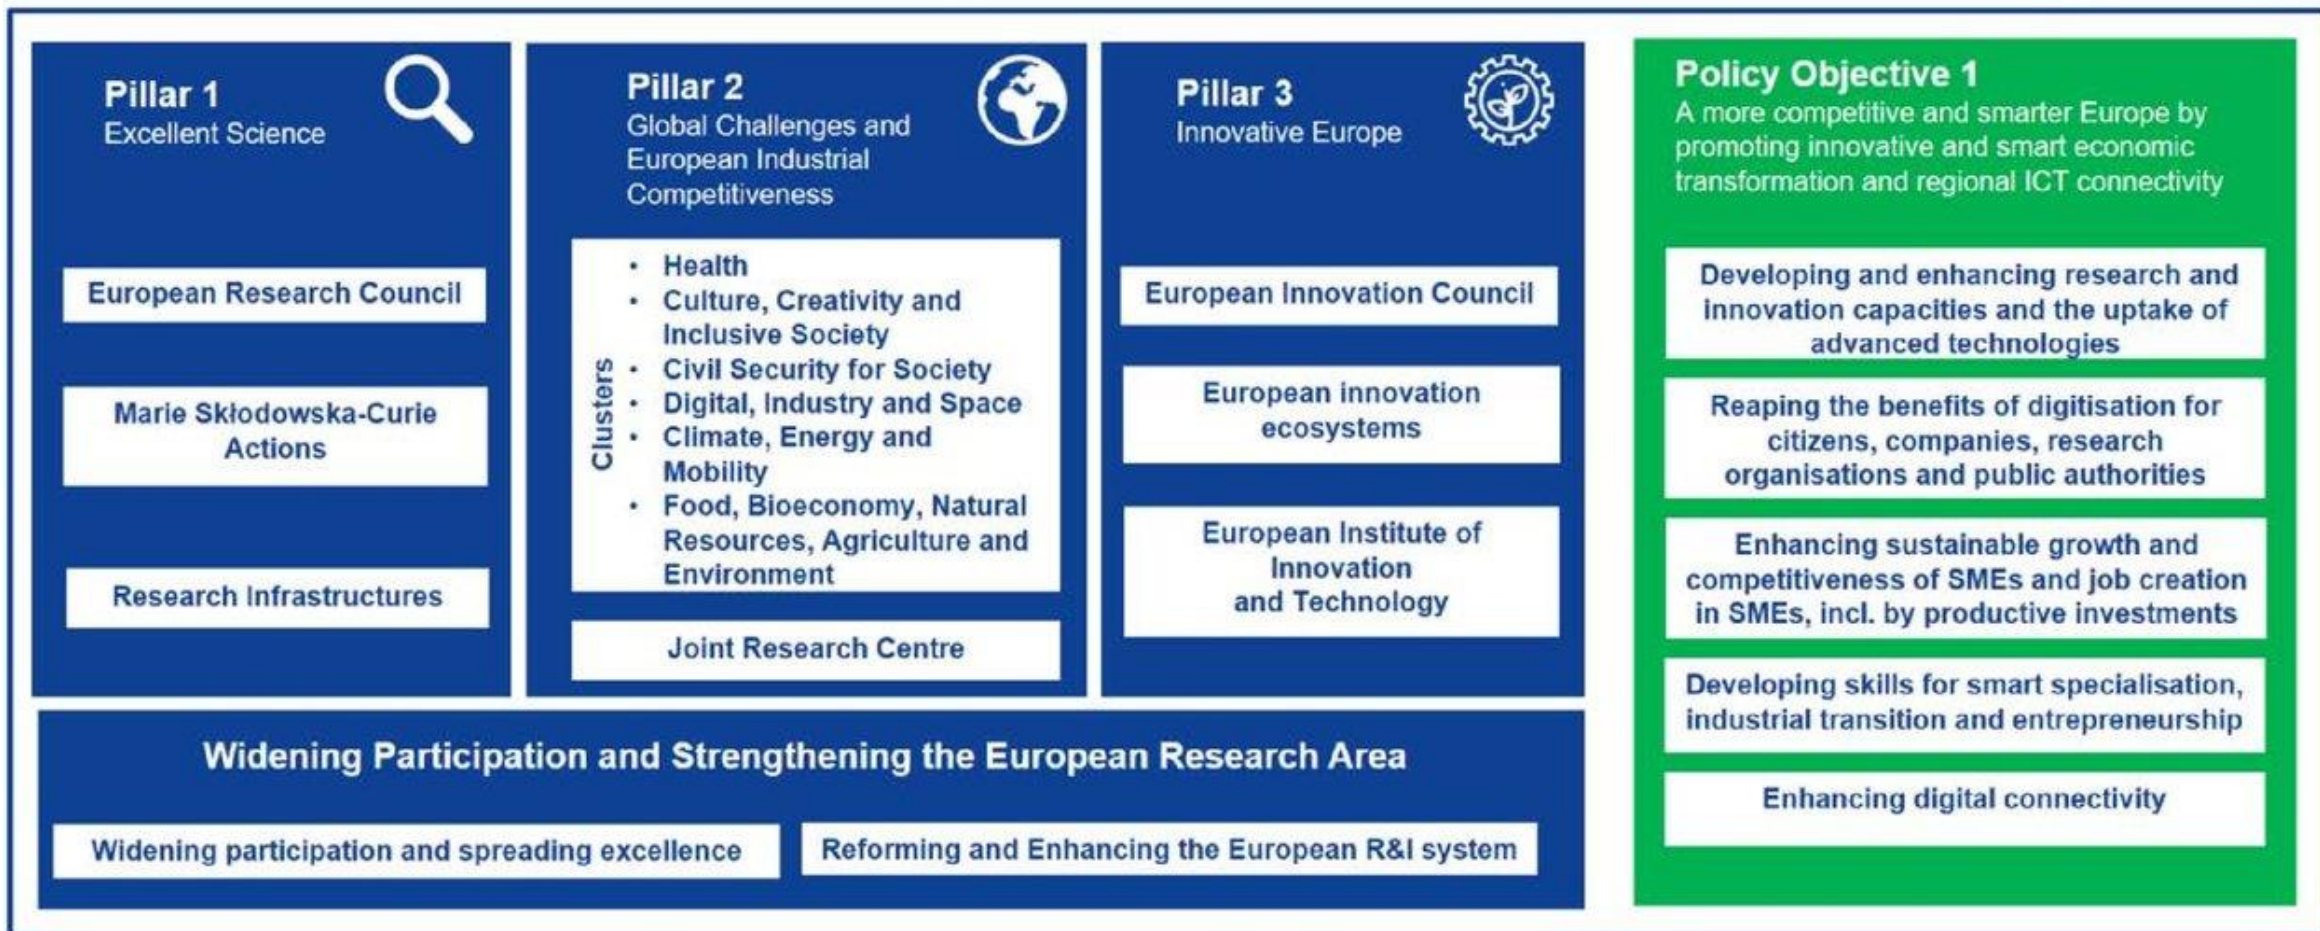 Pillar 1
Excellent Science
European Research Council
Marie Skłodowska-Curie
Actions
Research Infrastructures
Pillar 2
Global Challenges and
European Industrial
Competitiveness
Clusters
• Health
• Culture, Creativity and
Inclusive Society
• Civil Security for Society
• Digital, Industry and Space
• Climate, Energy and
Mobility
• Food, Bioeconomy, Natural
Resources, Agriculture and
Environment
Joint Research Centre
Pillar 3
Innovative Europe
European Innovation Council
European innovation
ecosystems
European Institute of
Innovation
and Technology
Widening Participation and Strengthening the European Research Area
Widening participation and spreading excellence
Reforming and Enhancing the European R&I system
Policy Objective 1
A more competitive and smarter Europe by
promoting innovative and smart economic
transformation and regional ICT connectivity
Developing and enhancing research and
innovation capacities and the uptake of
advanced technologies
Reaping the benefits of digitisation for
citizens, companies, research
organisations and public authorities
Enhancing sustainable growth and
competitiveness of SMEs and job creation
in SMEs, incl. by productive investments
Developing skills for smart specialisation,
industrial transition and entrepreneurship
Enhancing digital connectivity